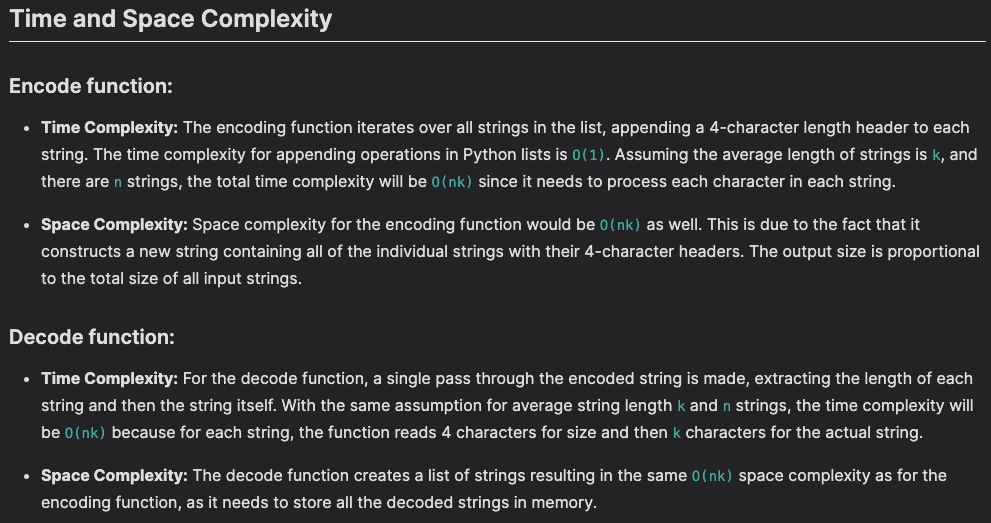 Time and Space Complexity
Encode function:
• Time Complexity: The encoding function iterates over all strings in the list, appending a 4-character length header to each
string. The time complexity for appending operations in Python lists is O(1). Assuming the average length of strings is k, and
there are n strings, the total time complexity will be O(nk) since it needs to process each character in each string.
• Space Complexity: Space complexity for the encoding function would be O(nk) as well. This is due to the fact that it
constructs a new string containing all of the individual strings with their 4-character headers. The output size is proportional
to the total size of all input strings.
Decode function:
• Time Complexity: For the decode function, a single pass through the encoded string is made, extracting the length of each
string and then the string itself. With the same assumption for average string length k and n strings, the time complexity will
be O(nk) because for each string, the function reads 4 characters for size and then k characters for the actual string.
• Space Complexity: The decode function creates a list of strings resulting in the same O(nk) space complexity as for the
encoding function, as it needs to store all the decoded strings in memory.